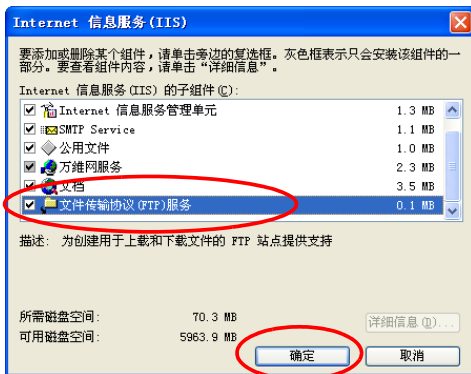 Internet 信息服务(IIS)
要添加或删除某个组件，请单击旁边的复选框。灰色框表示只会安装该组件的一
部分。要查看组件内容，请单击“详细信息”。
Internet 信息服务(IIS) 的子组件(C):
Internet 信息服务管理单元 1.3 MB
SMTP Service 1.1 MB
公用文件 1.0 MB
万维网服务 2.3 MB
文档 3.5 MB
文件传输协议(FTP)服务 0.1 MB
描述: 为创建用于上载和下载文件的 FTP 站点提供支持
所需磁盘空间: 70.3 MB
可用磁盘空间: 5963.9 MB
详细信息(D)...
确定 取消